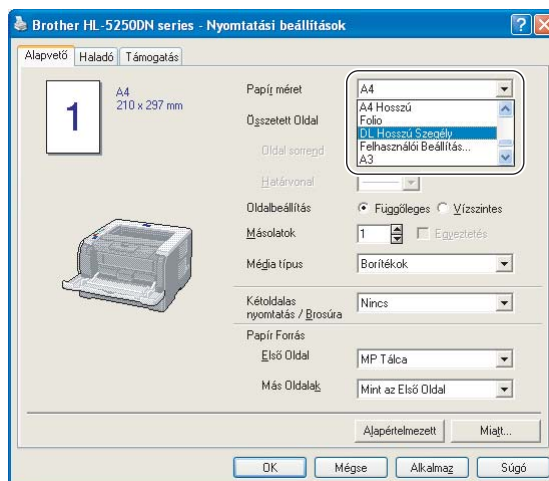 Brother HL-5250DN series - Nyomtatási beállítások
Alapvető Haladó Támogatás
1
A4
210 x 297 mm
Papír méret A4
A4 Hosszú
Folio
DL Hosszú Szegély
Felhasználói Beállítás...
A3
Összetett Oldal
Oldal sorrend
Határvonal
Oldalbeállítás Függőleges Vízszintes
Másolatok 1 Egyeztetés
Média típus Borítékok
Kétoldalas
nyomtatás / Brosúra Nincs
Papír Forrás
Első Oldal MP Tálca
Más Oldalak Mint az Első Oldal
Alapértelmezett Miatt...
OK Mégse Alkalmaz Súgó